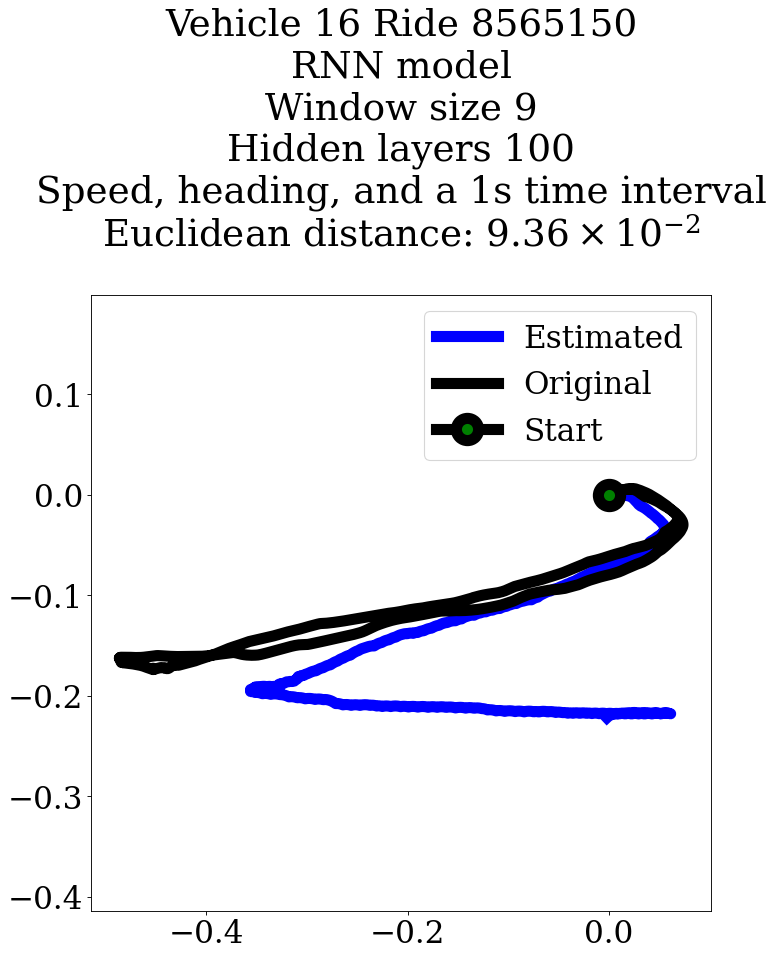 Vehicle 16 Ride 8565150
RNN model
Window size 9
Hidden layers 100
Speed, heading, and a 1s time interval
Euclidean distance: 9.36 × 10⁻²
Estimated
Original
Start
0.1
0.0
−0.1
−0.2
−0.3
−0.4
−0.4 −0.2 0.0